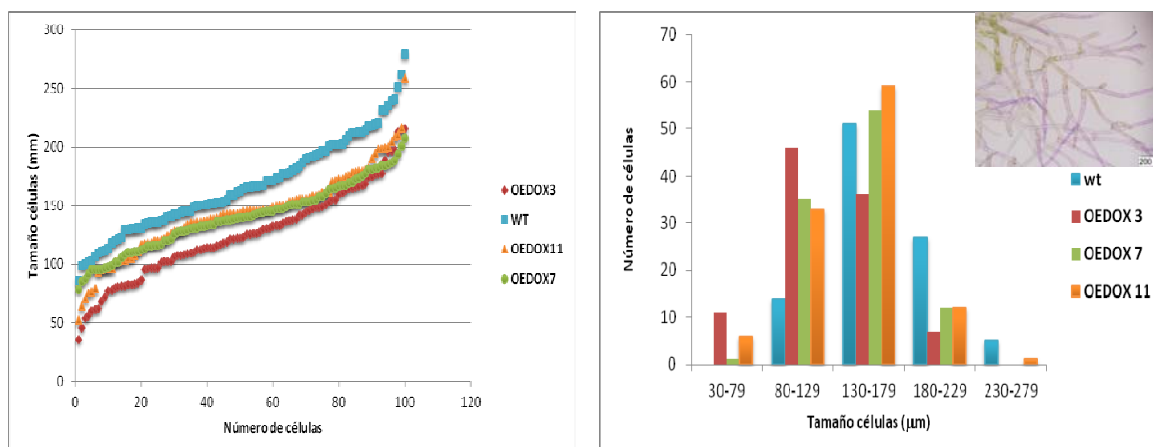 300
250
200
150
100
50
0
Tamaño células (mm)
0 20 40 60 80 100 120
Número de células
OEDOX3
WT
OEDOX11
OEDOX7
70
60
50
40
30
20
10
0
Número de células
30-79 80-129 130-179 180-229 230-279
Tamaño células (μm)
200
wt
OEDOX 3
OEDOX 7
OEDOX 11